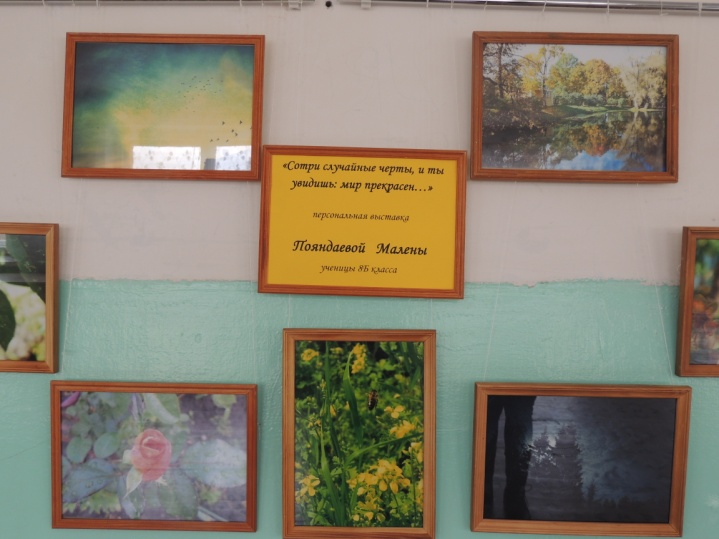 «Сотри случайные черты, и ты
увидишь: мир прекрасен...»
персональная выставка
Пояндаевой Малены
ученицы 8Б класса